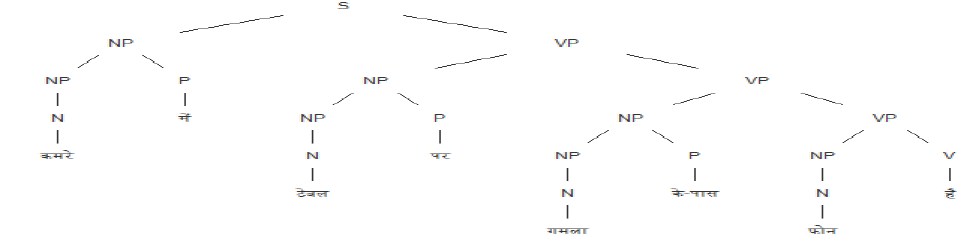 S
NP VP
NP P NP VP
N में NP P NP VP
कमरे N पर NP P NP V
टेबल N के-पास N है
गमला फोन